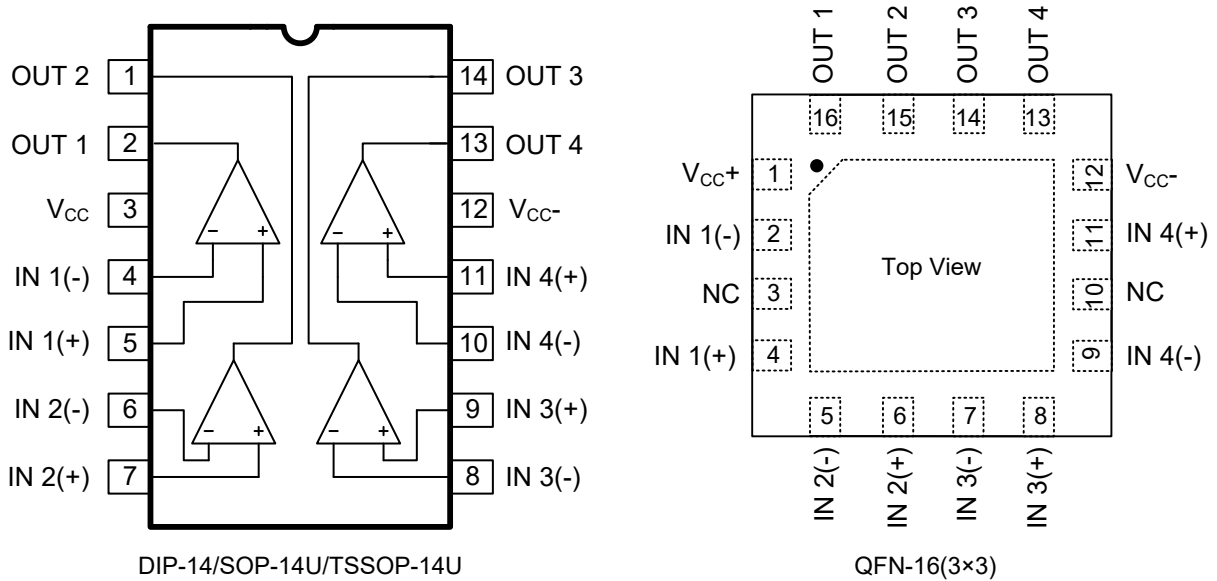 OUT 2 1
14 OUT 3
OUT 1 2
13 OUT 4
VCC 3
12 VCC-
- +
- +
IN 1(-) 4
11 IN 4(+)
IN 1(+) 5
10 IN 4(-)
IN 2(-) 6
9 IN 3(+)
- +
- +
IN 2(+) 7
8 IN 3(-)
DIP-14/SOP-14U/TSSOP-14U
OUT 1
OUT 2
OUT 3
OUT 4
16 15 14 13
VCC+ 1
12 VCC-
IN 1(-) 2
11 IN 4(+)
Top View
NC 3
10 NC
IN 1(+) 4
9 IN 4(-)
5 6 7 8
IN 2(-)
IN 2(+)
IN 3(-)
IN 3(+)
QFN-16(3×3)